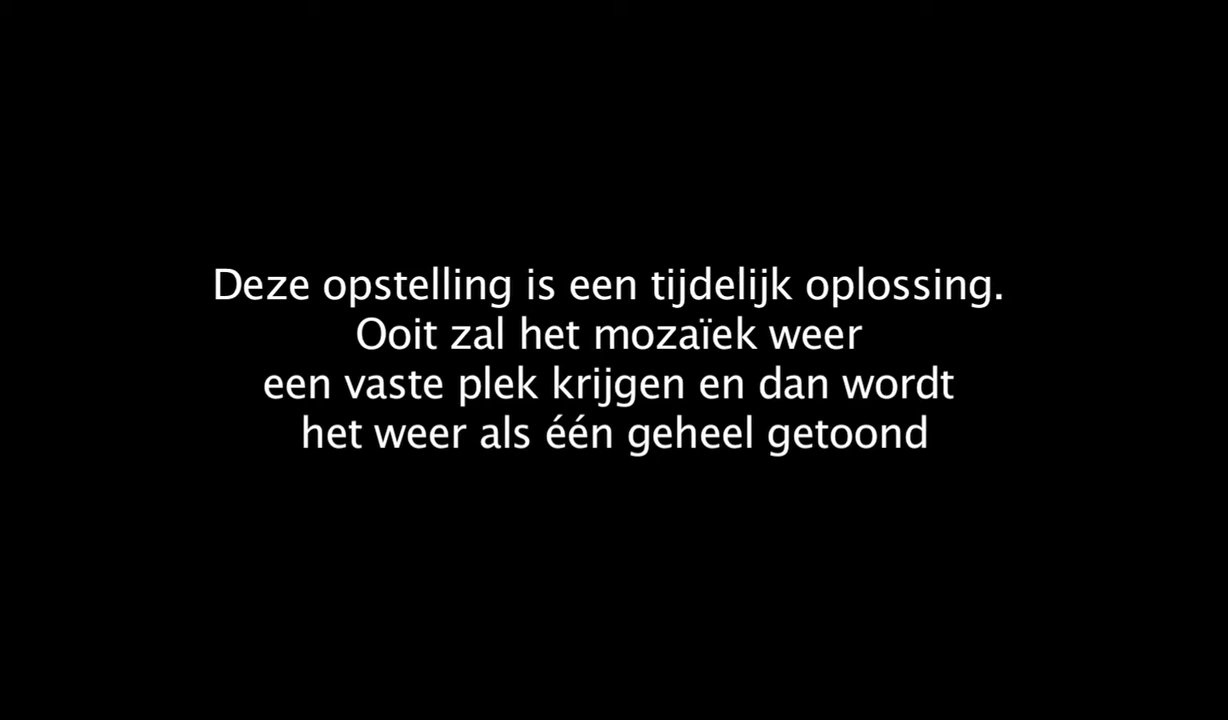 Deze opstelling is een tijdelijk oplossing.
Ooit zal het mozaïek weer
een vaste plek krijgen en dan wordt
het weer als één geheel getoond